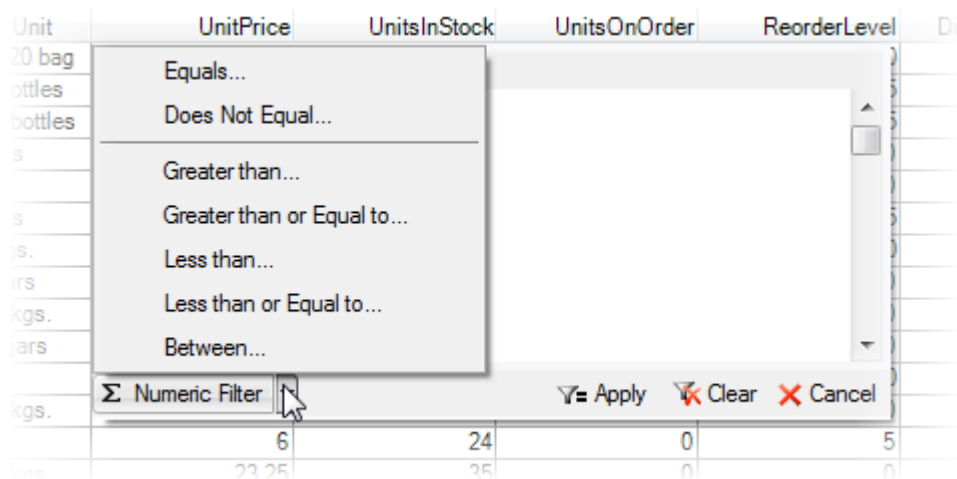 Unit UnitPrice UnitsInStock UnitsOnOrder ReorderLevel
20 bag
ottles
bottles
Equals...
Does Not Equal...
Greater than...
Greater than or Equal to...
Less than...
Less than or Equal to...
Between...
kgs.
jars
Σ Numeric Filter Apply Clear Cancel
kgs.
6 24 0 5
23.25 35 0 0